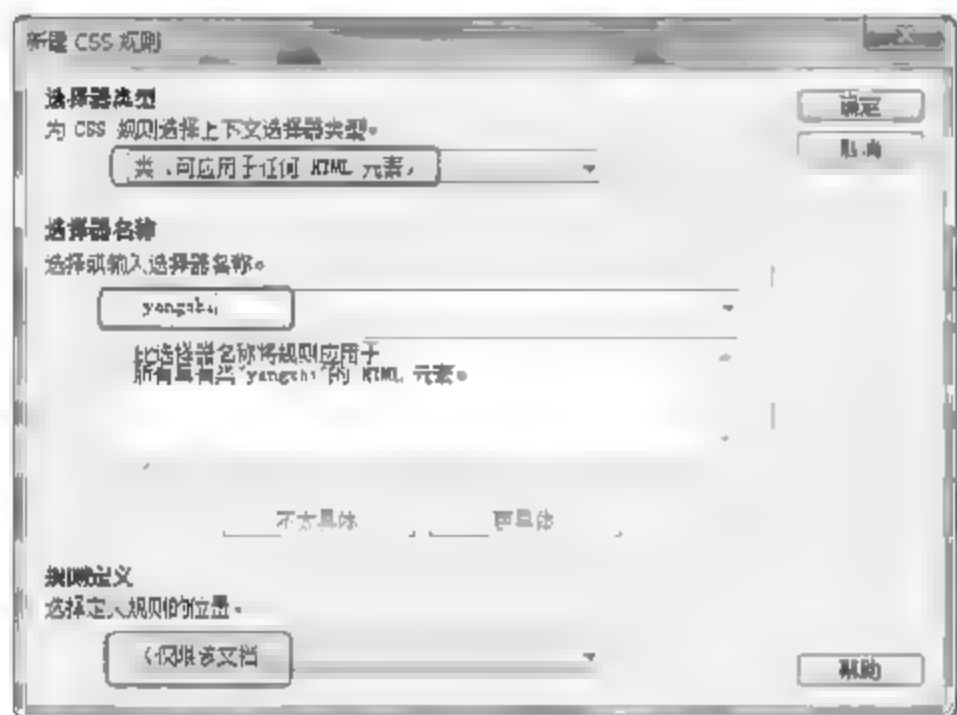 新建 CSS 规则
选择器类型
确定
为 CSS 规则选择上下文选择器类型。
取消
类（可应用于任何 HTML 元素）
选择器名称
选择或输入选择器名称。
yangshi
此选择器名称将规则应用于
所有具有类“yangshi”的 HTML 元素。
不太具体
更具体
规则定义
选择定义规则的位置。
（仅限该文档
帮助